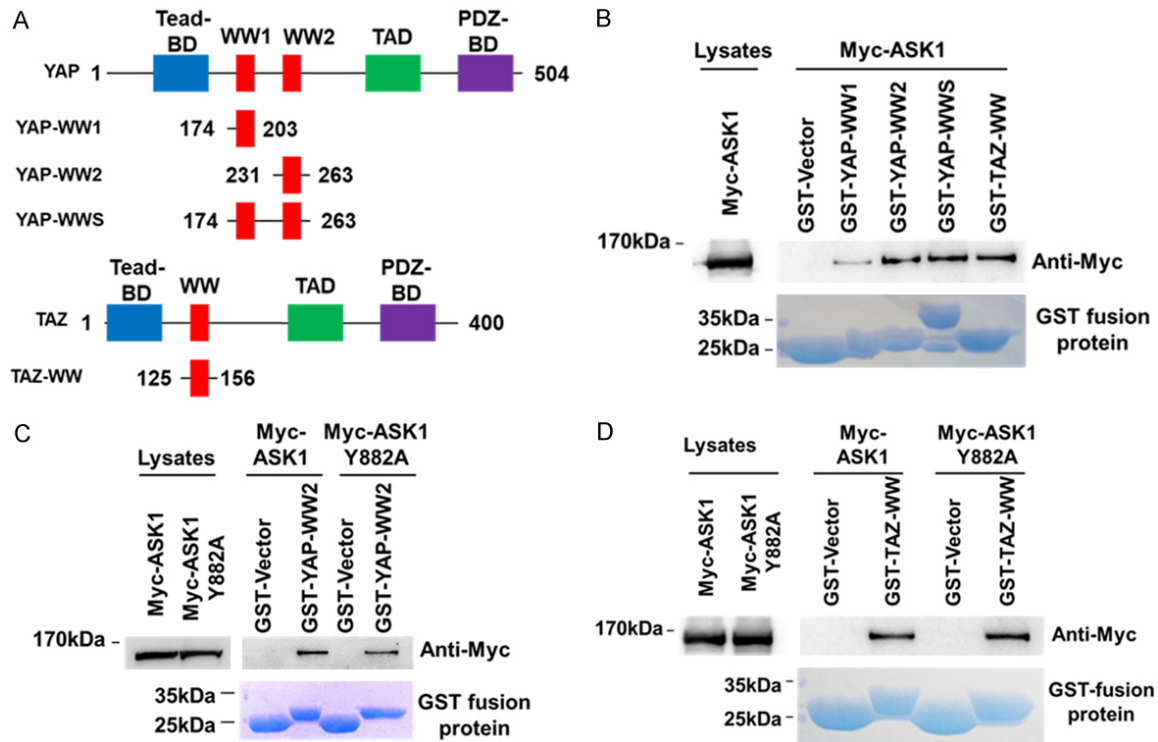 A
Tead-
BD
WW1
WW2
TAD
PDZ-
BD
YAP 1
504
YAP-WW1
174
203
YAP-WW2
231
263
YAP-WWS
174
263
Tead-
BD
WW
TAD
PDZ-
BD
TAZ 1
400
TAZ-WW
125
156
B
Lysates
Myc-ASK1
Myc-ASK1
GST-Vector
GST-YAP-WW1
GST-YAP-WW2
GST-YAP-WWS
GST-TAZ-WW
170kDa
Anti-Myc
35kDa
25kDa
GST fusion
protein
C
Lysates
Myc-
ASK1
Myc-ASK1
Y882A
Myc-ASK1
Myc-ASK1
Y882A
GST-Vector
GST-YAP-WW2
GST-Vector
GST-YAP-WW2
170kDa
Anti-Myc
35kDa
25kDa
GST fusion
protein
D
Lysates
Myc-
ASK1
Myc-ASK1
Y882A
Myc-ASK1
Myc-ASK1
Y882A
GST-Vector
GST-TAZ-WW
GST-Vector
GST-TAZ-WW
170kDa
Anti-Myc
35kDa
25kDa
GST-fusion
protein